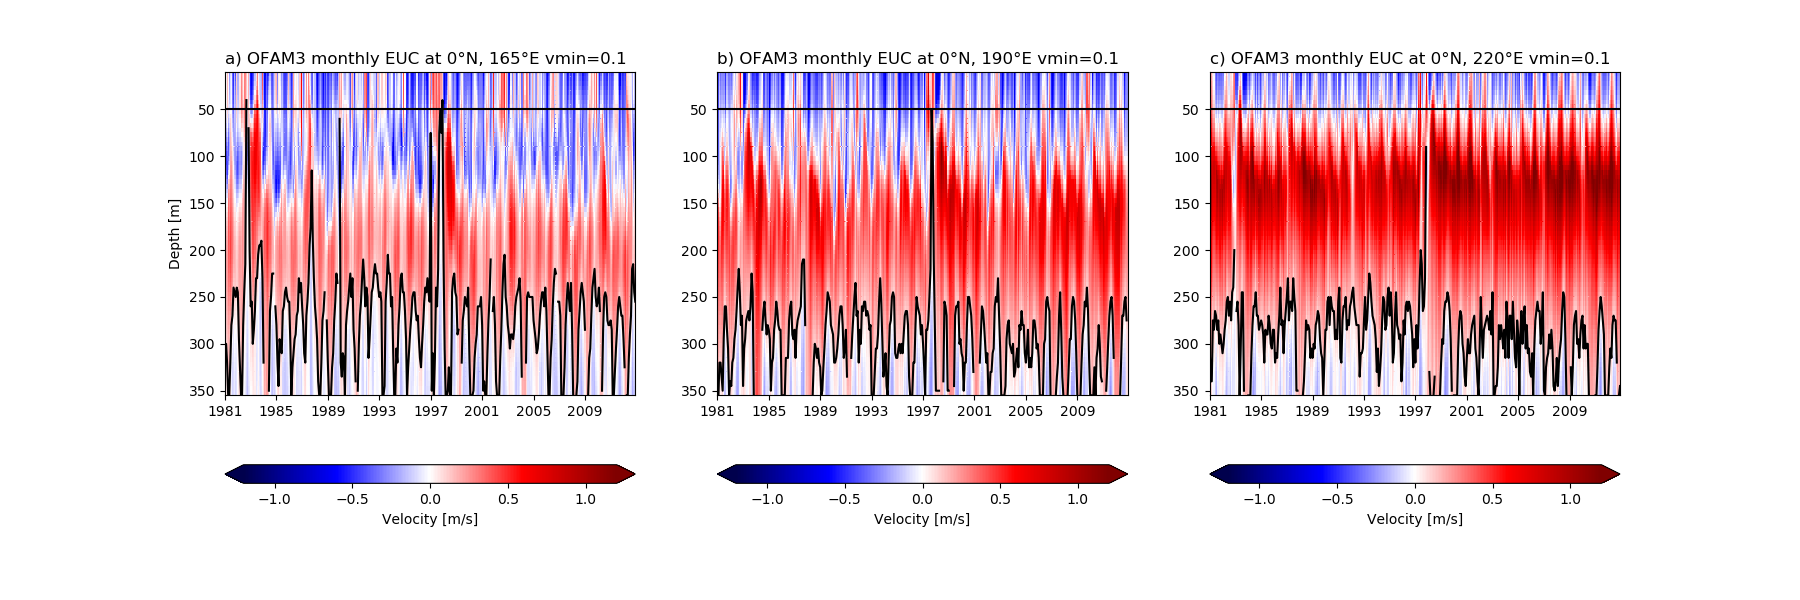 a) OFAM3 monthly EUC at 0°N, 165°E vmin=0.1
Depth [m]
50
100
150
200
250
300
350
1981 1985 1989 1993 1997 2001 2005 2009
−1.0 −0.5 0.0 0.5 1.0
Velocity [m/s]
b) OFAM3 monthly EUC at 0°N, 190°E vmin=0.1
50
100
150
200
250
300
350
1981 1985 1989 1993 1997 2001 2005 2009
−1.0 −0.5 0.0 0.5 1.0
Velocity [m/s]
c) OFAM3 monthly EUC at 0°N, 220°E vmin=0.1
50
100
150
200
250
300
350
1981 1985 1989 1993 1997 2001 2005 2009
−1.0 −0.5 0.0 0.5 1.0
Velocity [m/s]